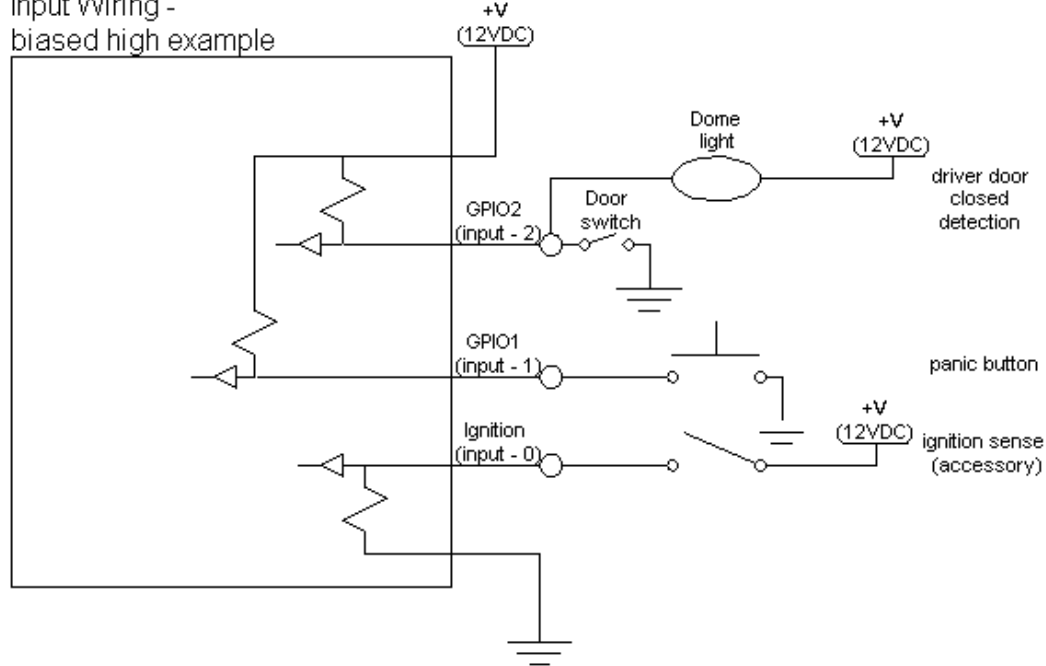 Input Wiring -
biased high example
+V
(12VDC)
Dome
light
+V
(12VDC)
driver door
closed
detection
GPIO2
(input - 2)
Door
switch
GPIO1
(input - 1)
panic button
Ignition
(input - 0)
+V
(12VDC)
ignition sense
(accessory)